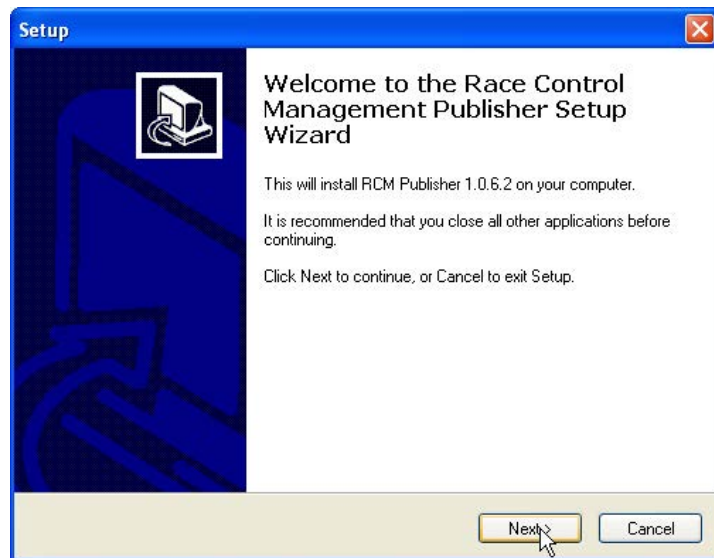 Setup
Welcome to the Race Control
Management Publisher Setup
Wizard
This will install RCM Publisher 1.0.6.2 on your computer.
It is recommended that you close all other applications before
continuing.
Click Next to continue, or Cancel to exit Setup.
Next >
Cancel